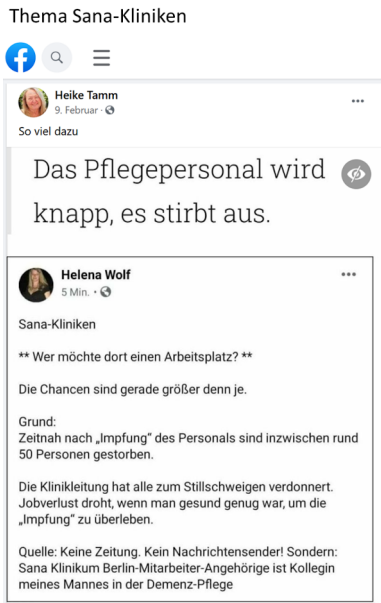 Thema Sana-Kliniken
Heike Tamm
9. Februar ·
So viel dazu
Das Pflegepersonal wird
knapp, es stirbt aus.
Helena Wolf
5 Min. ·
Sana-Kliniken
** Wer möchte dort einen Arbeitsplatz? **
Die Chancen sind gerade größer denn je.
Grund:
Zeitnah nach „Impfung" des Personals sind inzwischen rund
50 Personen gestorben.
Die Klinikleitung hat alle zum Stillschweigen verdonnert.
Jobverlust droht, wenn man gesund genug war, um die
„Impfung" zu überleben.
Quelle: Keine Zeitung. Kein Nachrichtensender! Sondern:
Sana Klinikum Berlin-Mitarbeiter-Angehörige ist Kollegin
meines Mannes in der Demenz-Pflege